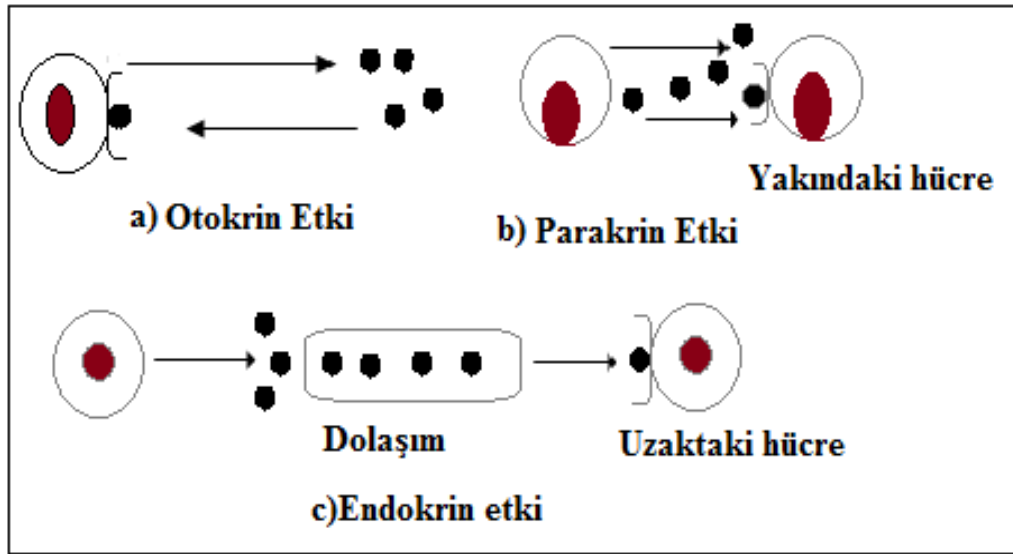 Yakındaki hücre
a) Otokrin Etki
b) Parakrin Etki
Dolaşım
Uzaktaki hücre
c)Endokrin etki